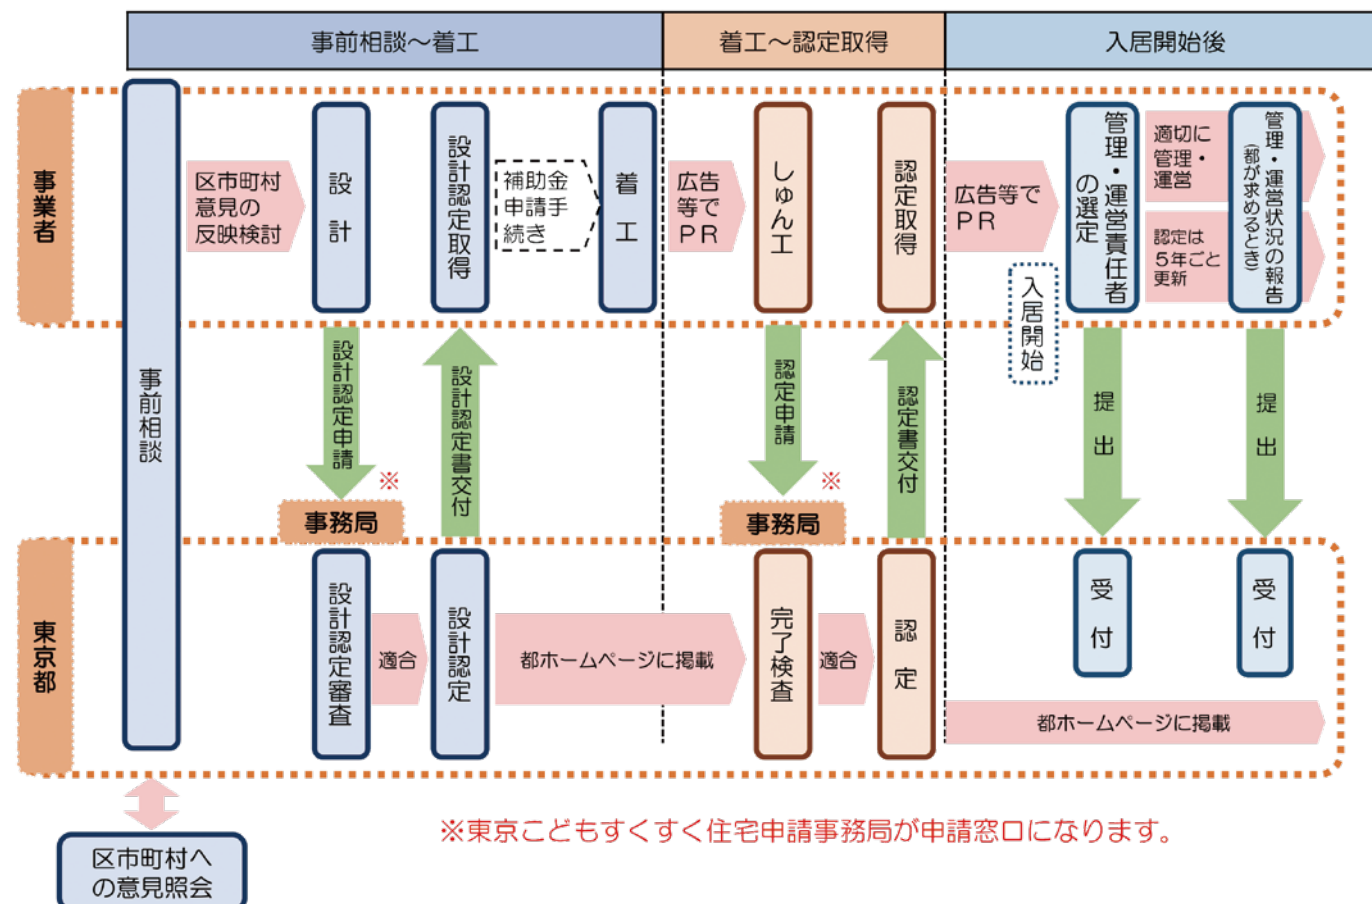 事前相談～着工
着工～認定取得
入居開始後
事業者
事前相談
区市町村
意見の
反映検討
設計
設計認定取得
補助金
申請手
続き
着工
広告
等で
ＰＲ
しゅん工
認定取得
広告等で
ＰＲ
入居開始
管理・運営責任者
の選定
適切に
管理・
運営
認定は
５年ごと
更新
管理・運営状況の報告
(都が求めるとき)
設計認定申請
設計認定書交付
認定申請
認定書交付
提出
提出
※
事務局
※
事務局
東京都
設計認定審査
適合
設計認定
都ホームページに掲載
完了検査
適合
認定
受付
受付
都ホームページに掲載
区市町村へ
の意見照会
※東京こどもすくすく住宅申請事務局が申請窓口になります。